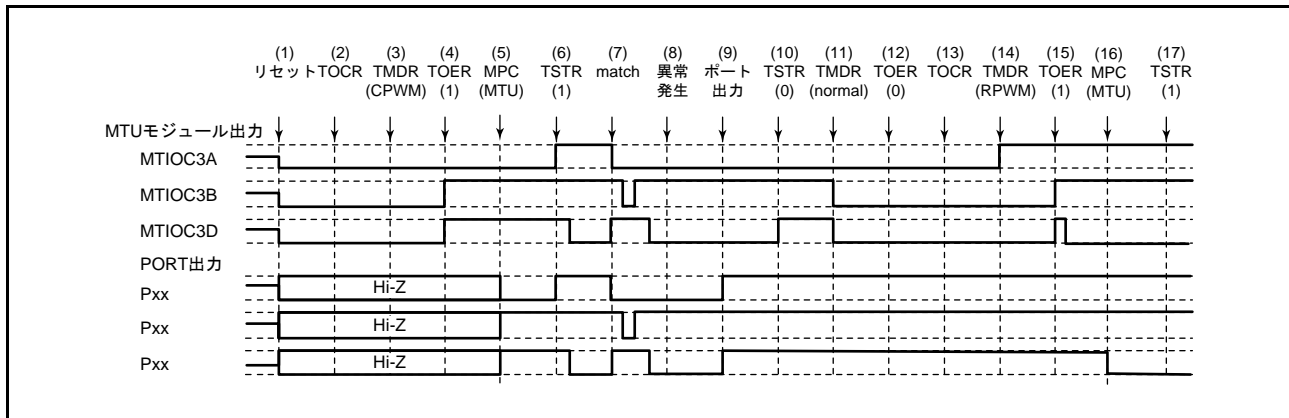 (1) (2) (3) (4) (5) (6) (7) (8) (9) (10) (11) (12) (13) (14) (15) (16) (17)
リセット TOCR TMDR TOER MPC TSTR match 異常 ポート TSTR TMDR TOER TOCR TMDR TOER MPC TSTR
(CPWM) (1) (MTU) (1) 発生 出力 (0) (normal) (0) (RPWM) (1) (MTU) (1)
MTUモジュール出力
MTIOC3A
MTIOC3B
MTIOC3D
PORT出力
Hi-Z
Pxx
Hi-Z
Pxx
Hi-Z
Pxx